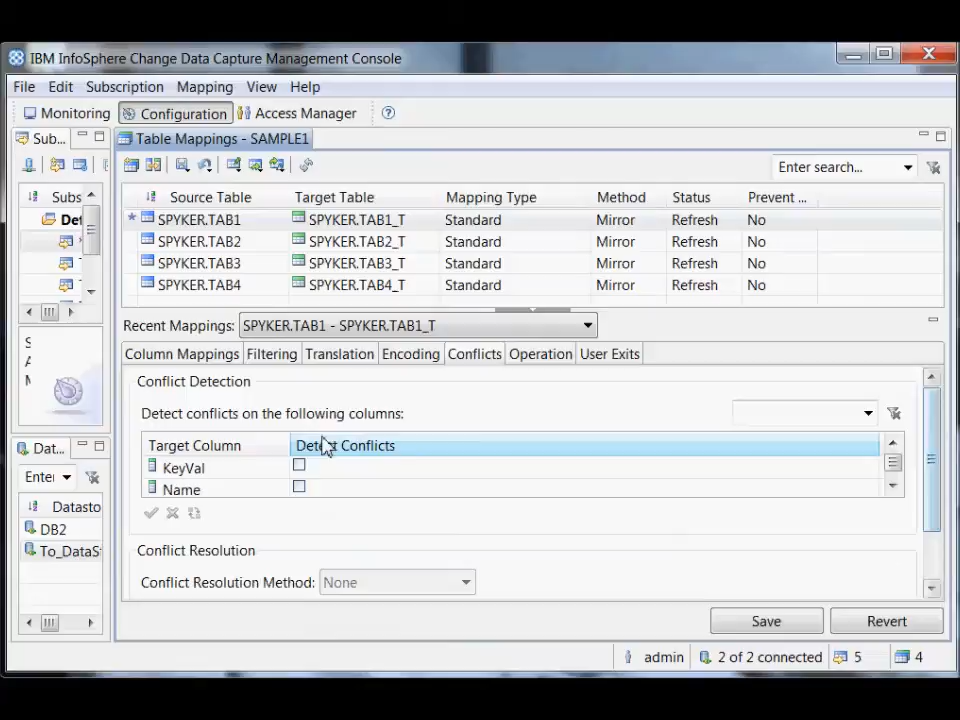 IBM InfoSphere Change Data Capture Management Console
File Edit Subscription Mapping View Help
Monitoring Configuration Access Manager
Sub... Table Mappings - SAMPLE1
Enter search...
Subs Source Table Target Table Mapping Type Method Status Prevent ...
Det * SPYKER.TAB1 SPYKER.TAB1_T Standard Mirror Refresh No
SPYKER.TAB2 SPYKER.TAB2_T Standard Mirror Refresh No
SPYKER.TAB3 SPYKER.TAB3_T Standard Mirror Refresh No
SPYKER.TAB4 SPYKER.TAB4_T Standard Mirror Refresh No
Recent Mappings: SPYKER.TAB1 - SPYKER.TAB1_T
S
Column Mappings Filtering Translation Encoding Conflicts Operation User Exits
Conflict Detection
Detect conflicts on the following columns:
Target Column Detect Conflicts
KeyVal
Name
Dat...
Enter
Datasto
DB2
To_DataS
Conflict Resolution
Conflict Resolution Method: None
Save Revert
admin 2 of 2 connected 5 4